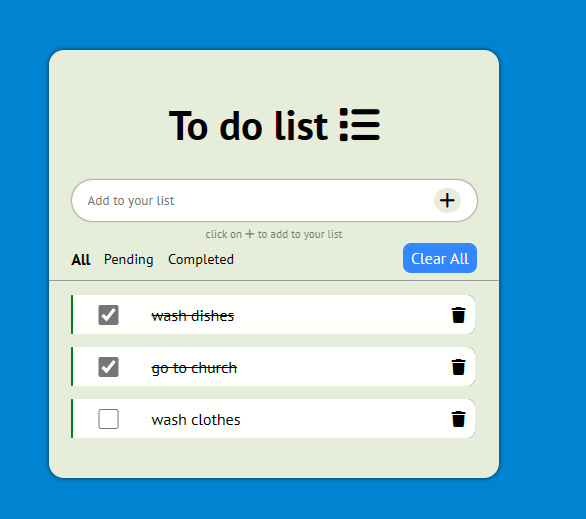 To do list
Add to your list
click on + to add to your list
All Pending Completed Clear All
wash dishes
go to church
wash clothes